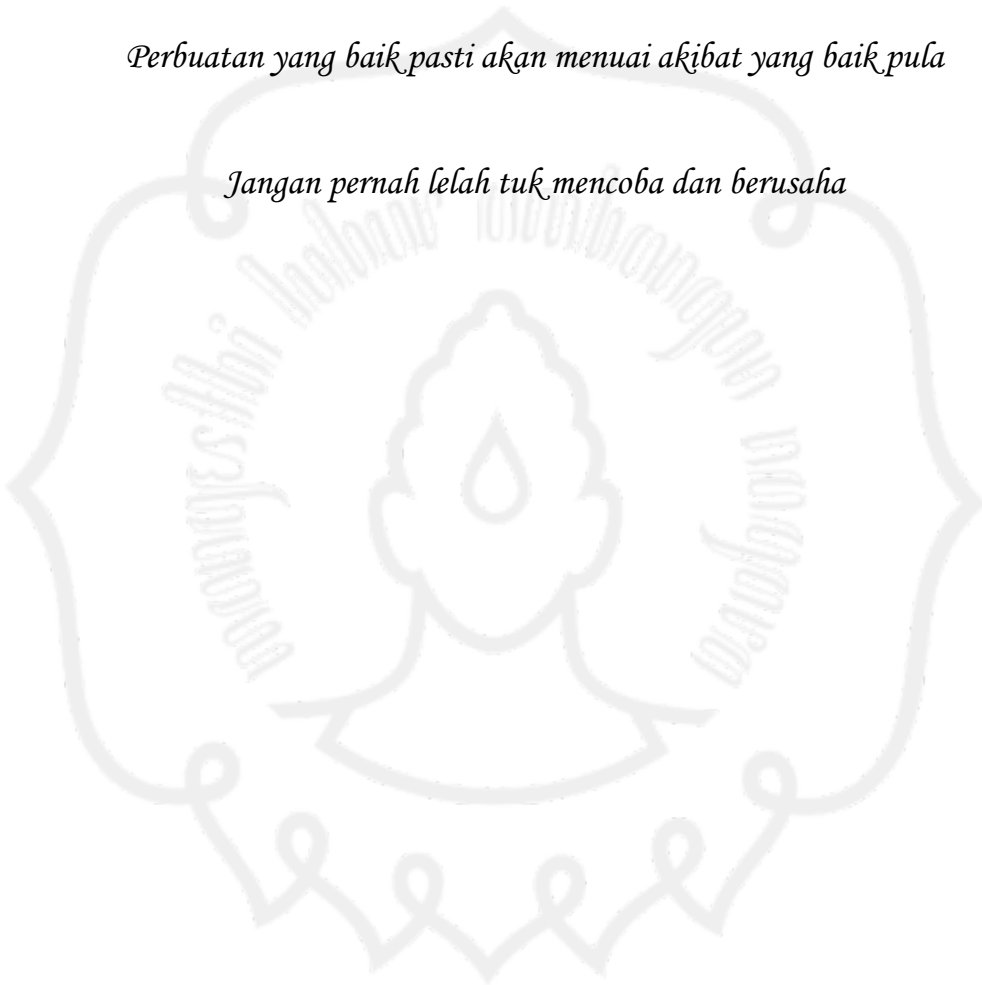 Perbuatan yang baik pasti akan menuai akibat yang baik pula
Jangan pernah lelah tuk mencoba dan berusaha